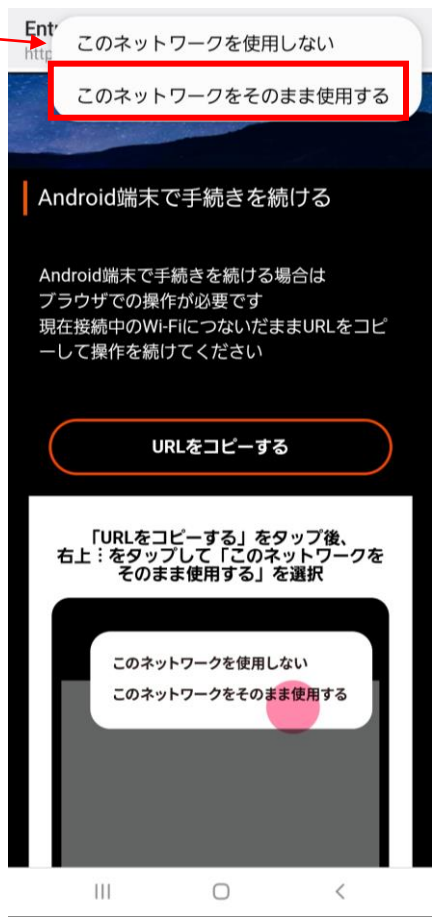 Ent
このネットワークを使用しない
http
このネットワークをそのまま使用する
Android端末で手続きを続ける
Android端末で手続きを続ける場合は
ブラウザでの操作が必要です
現在接続中のWi-FiにつないだままURLをコピ
ーして操作を続けてください
URLをコピーする
「URLをコピーする」をタップ後、
右上︙をタップして「このネットワークを
そのまま使用する」を選択
このネットワークを使用しない
このネットワークをそのまま使用する